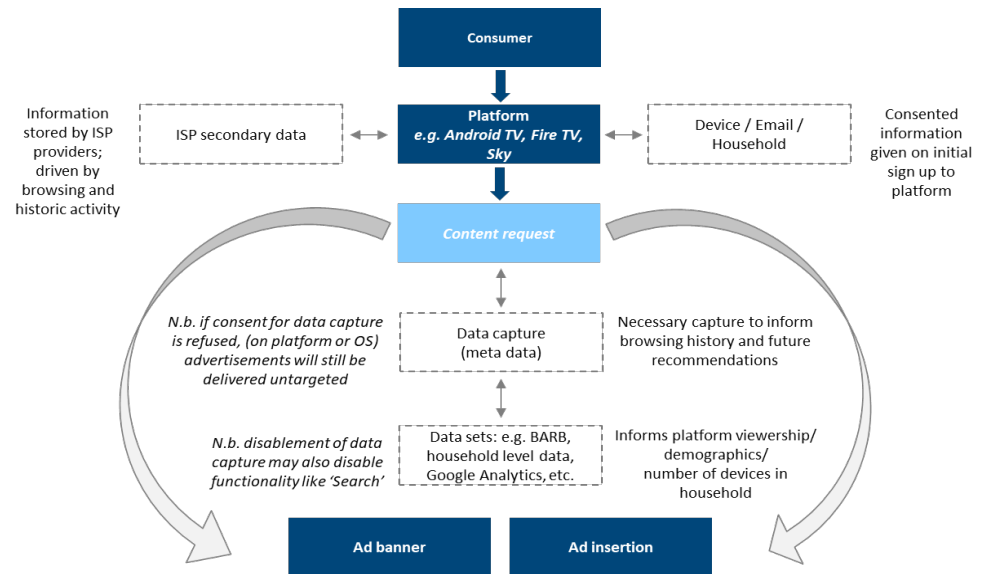 Consumer
Platform
e.g. Android TV, Fire TV,
Sky
Information
stored by ISP
providers;
driven by
browsing and
historic activity
ISP secondary data
Device / Email /
Household
Consented
information
given on initial
sign up to
platform
Content request
N.b. if consent for data capture
is refused, (on platform or OS)
advertisements will still be
delivered untargeted
Data capture
(meta data)
Necessary capture to inform
browsing history and future
recommendations
N.b. disablement of data
capture may also disable
functionality like ‘Search’
Data sets: e.g. BARB,
household level data,
Google Analytics, etc.
Informs platform viewership/
demographics/
number of devices in
household
Ad banner
Ad insertion